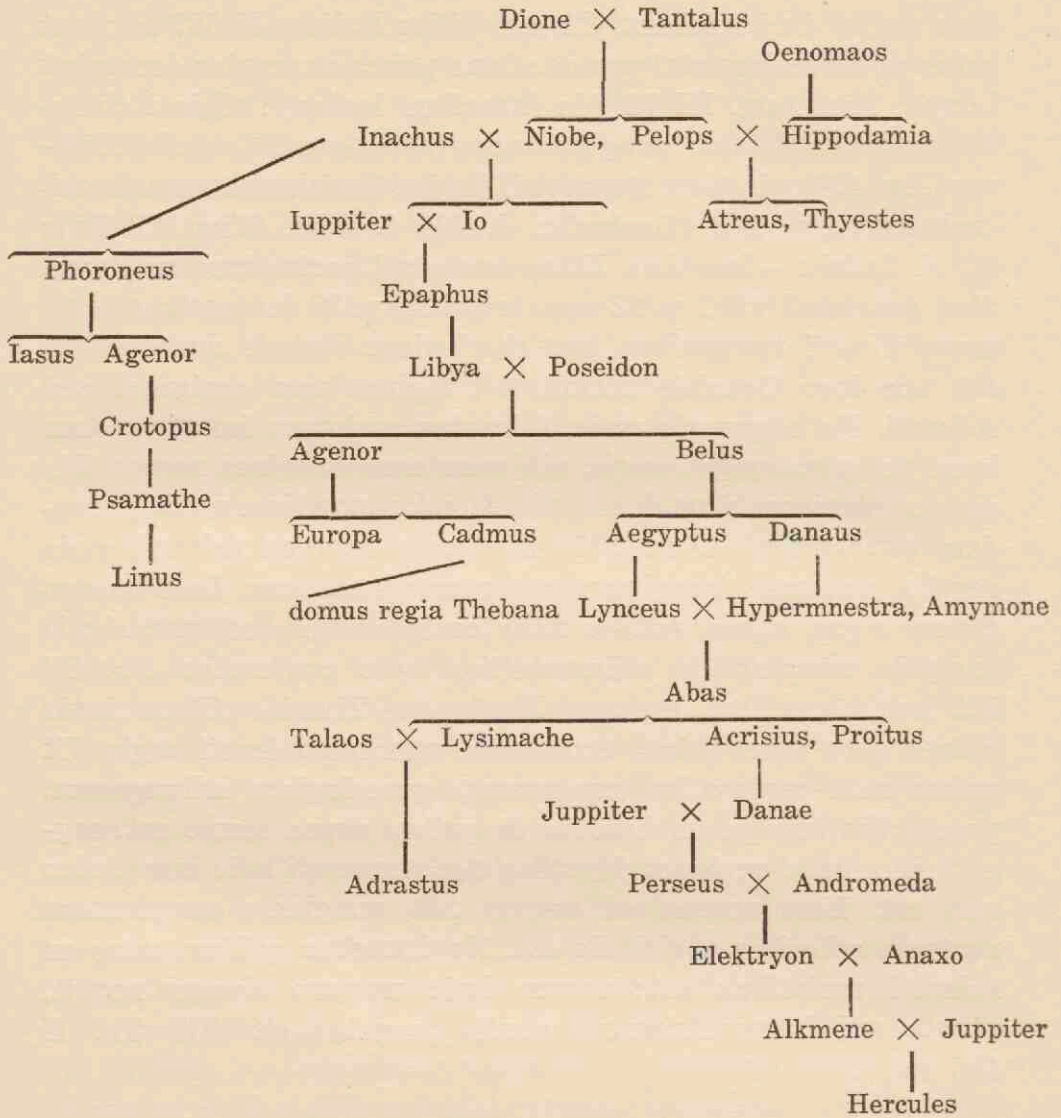 Dione × Tantalus
Oenomaos
Inachus × Niobe, Pelops × Hippodamia
Iuppiter × Io Atreus, Thyestes
Phoroneus
Epaphus
Iasus Agenor
Libya × Poseidon
Crotopus
Agenor Belus
Psamathe
Europa Cadmus Aegyptus Danaus
Linus
domus regia Thebana Lynceus × Hypermnestra, Amymone
Abas
Talaos × Lysimache Acrisius, Proitus
Juppiter × Danae
Adrastus Perseus × Andromeda
Elektryon × Anaxo
Alkmene × Juppiter
Hercules